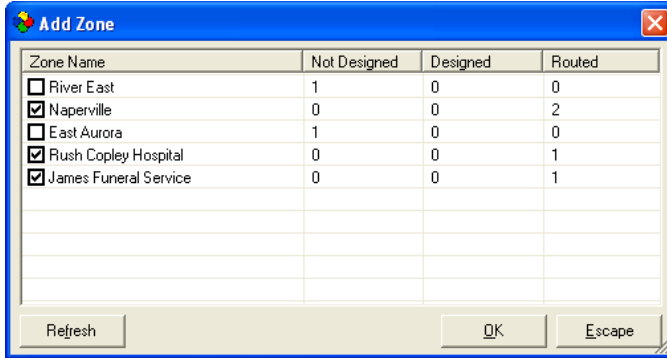 Add Zone
Zone Name Not Designed Designed Routed
River East 1 0 0
Naperville 0 0 2
East Aurora 1 0 0
Rush Copley Hospital 0 0 1
James Funeral Service 0 0 1
Refresh OK Escape